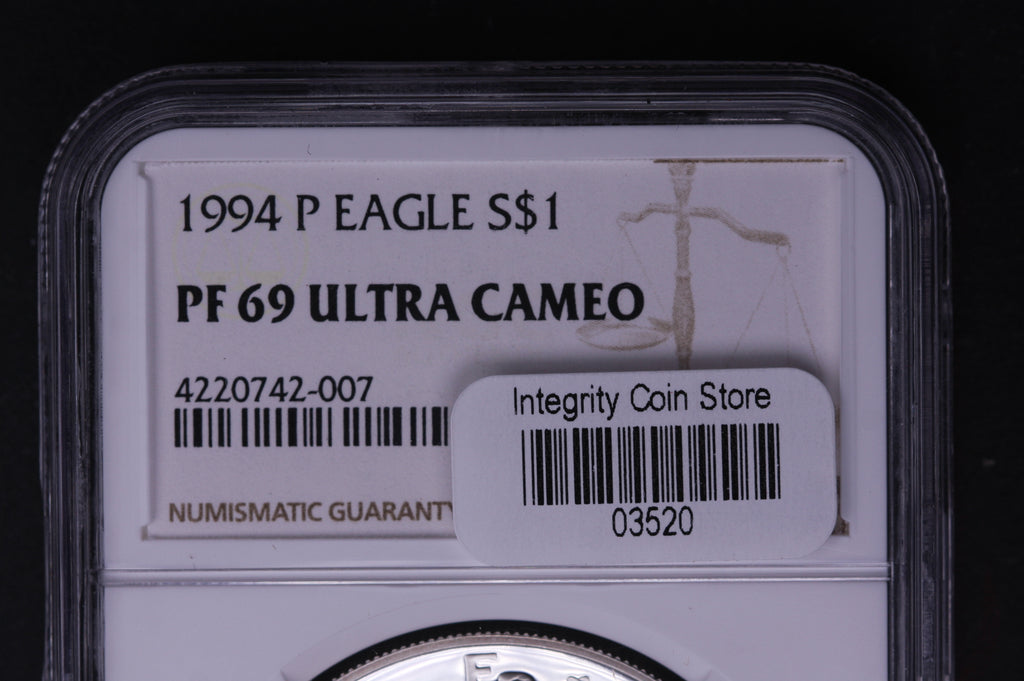 1994 P EAGLE S$1
PF 69 ULTRA CAMEO
4220742-007
NUMISMATIC GUARANTY
Integrity Coin Store
03520